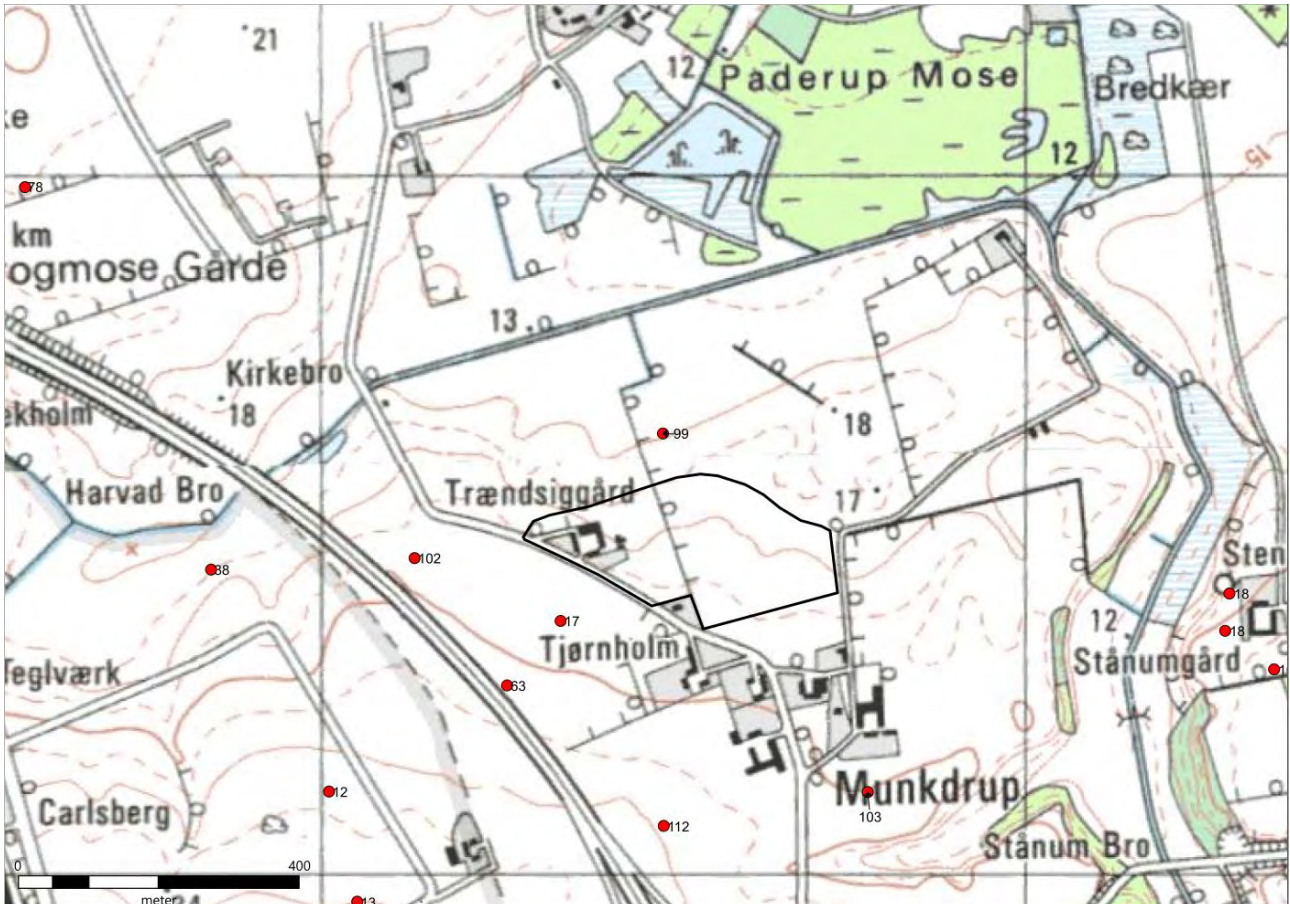 21
12
Paderup Mose
Bredkær
ke
12
15
78
km
ogmose Gårde
13
Kirkebro
ekholm
18
18
99
Harvad Bro
Trændsiggård
17
102
38
Sten
18
17
12
18
Tjørnholm
Stånumgård
Teglværk
63
12
Munkdrup
Carlsberg
112
103
Stånum Bro
0
400
meter
13